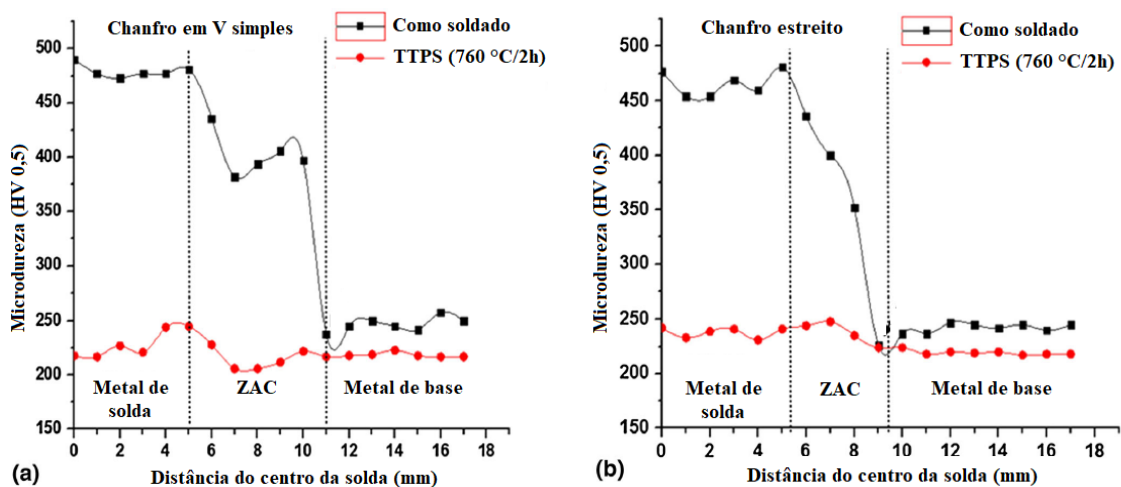 Chanfro em V simples
Como soldado
TTPS (760 °C/2h)
Microdureza (HV 0,5)
500
475
450
400
350
300
250
200
150
Metal de
solda
ZAC
Metal de base
0 2 4 6 8 10 12 14 16 18
(a)
Distância do centro da solda (mm)
Chanfro estreito
Como soldado
TTPS (760 °C/2h)
Microdureza (HV 0,5)
500
450
400
350
300
250
200
150
Metal de
solda
ZAC
Metal de base
0 2 4 6 8 10 12 14 16 18
(b)
Distância do centro da solda (mm)